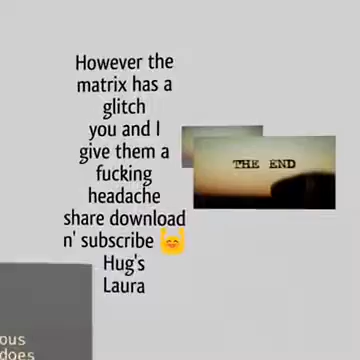 However the
matrix has a
glitch
you and I
give them a
fucking
headache
share download
n' subscribe 🤘
Hug's
Laura
THE END
ous
does